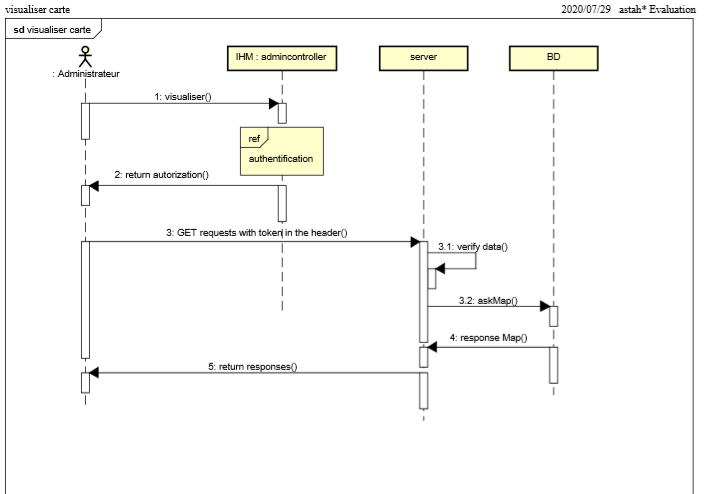 visualiser carte
2020/07/29 astah* Evaluation
sd visualiser carte
: Administrateur
IHM : admincontroller
server
BD
1: visualiser()
ref
authentification
2: return autorization()
3: GET requests with token in the header()
3.1: verify data()
3.2: askMap()
4: response Map()
5: return responses()